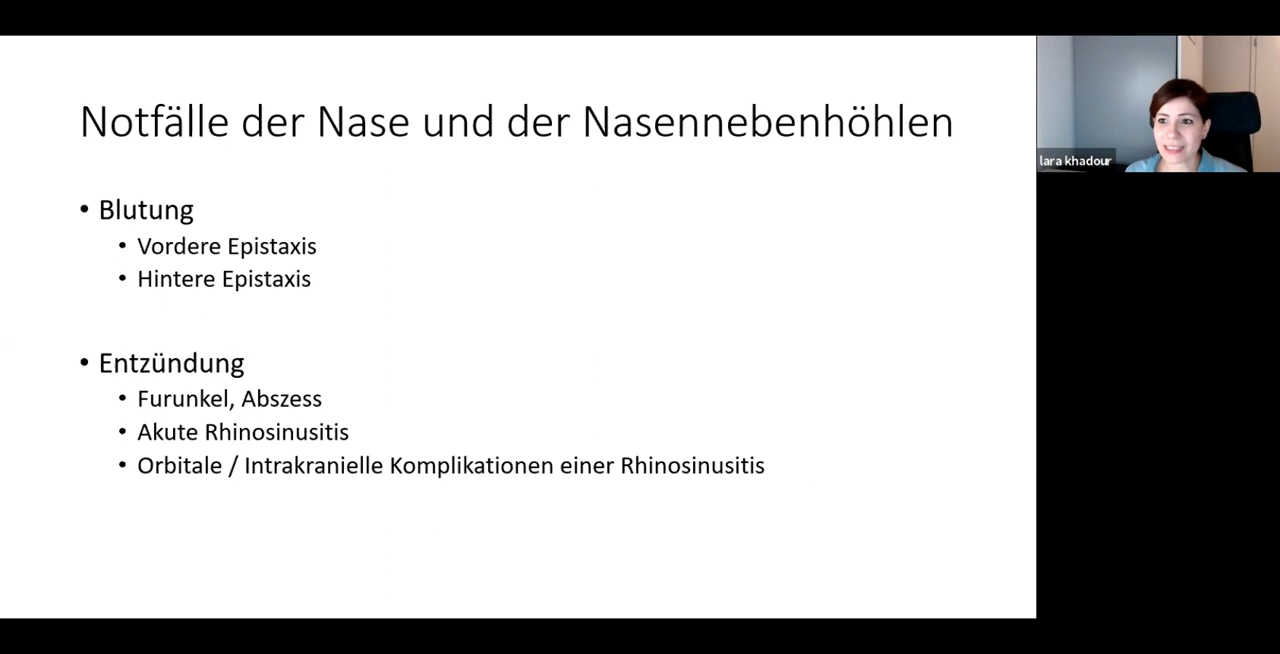 Notfälle der Nase und der Nasennebenhöhlen
• Blutung
• Vordere Epistaxis
• Hintere Epistaxis
• Entzündung
• Furunkel, Abszess
• Akute Rhinosinusitis
• Orbitale / Intrakranielle Komplikationen einer Rhinosinusitis
lara khadour